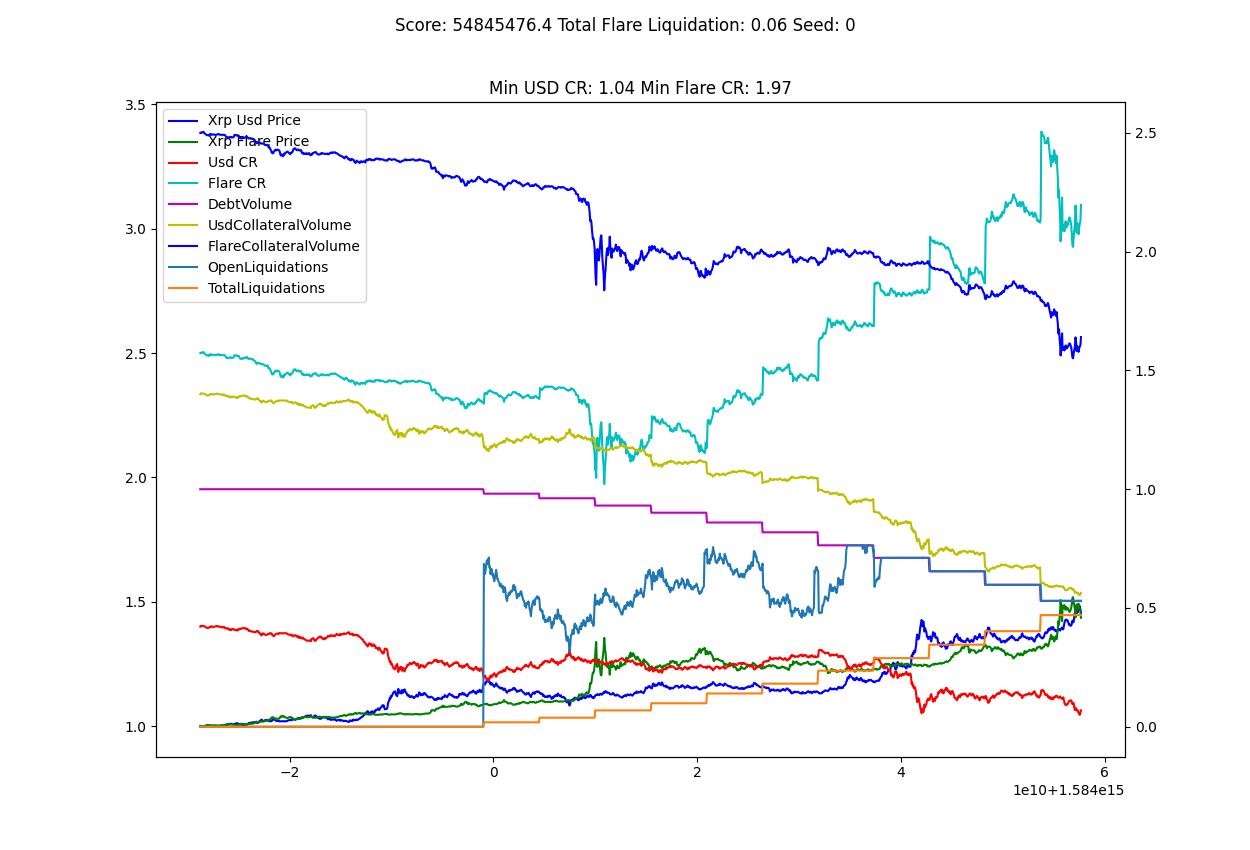 Score: 54845476.4 Total Flare Liquidation: 0.06 Seed: 0
Min USD CR: 1.04 Min Flare CR: 1.97
Xrp Usd Price
Xrp Flare Price
Usd CR
Flare CR
DebtVolume
UsdCollateralVolume
FlareCollateralVolume
OpenLiquidations
TotalLiquidations
3.5
3.0
2.5
2.0
1.5
1.0
2.5
2.0
1.5
1.0
0.5
0.0
−2 0 2 4 6
1e10+1.584e15